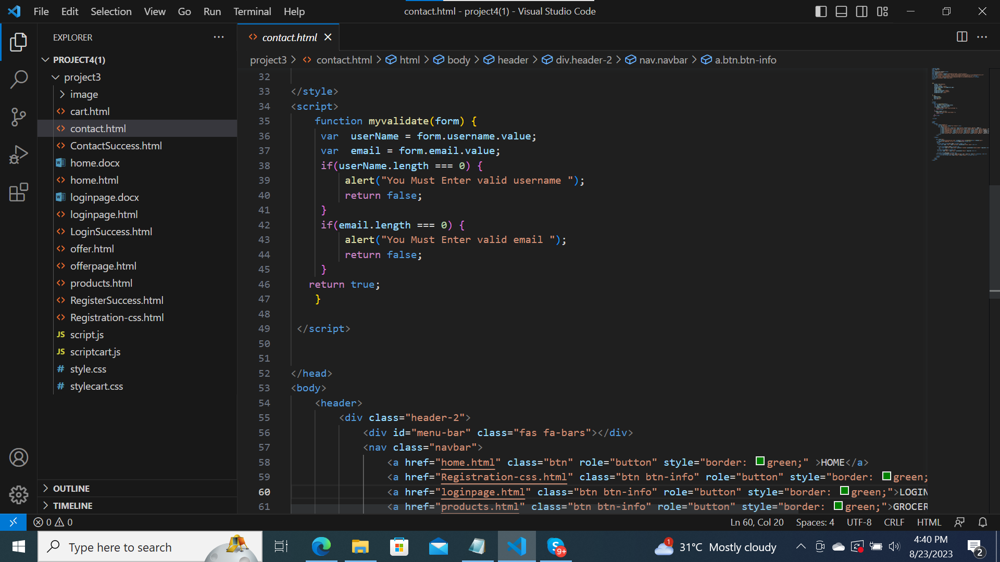 File Edit Selection View Go Run Terminal Help
contact.html - project4(1) - Visual Studio Code
EXPLORER
PROJECT4(1)
project3
image
cart.html
contact.html
ContactSuccess.html
home.docx
home.html
loginpage.docx
loginpage.html
LoginSuccess.html
offer.html
offerpage.html
products.html
RegisterSuccess.html
Registration-css.html
JS script.js
JS scriptcart.js
# style.css
# stylecart.css
OUTLINE
TIMELINE
contact.html
project3 > contact.html > html > body > header > div.header-2 > nav.navbar > a.btn.btn-info
32
33 </style>
34 <script>
35 function myvalidate(form) {
36 var  userName = form.username.value;
37 var  email = form.email.value;
38 if(userName.length === 0) {
39 alert("You Must Enter valid username ");
40 return false;
41 }
42 if(email.length === 0) {
43 alert("You Must Enter valid email ");
44 return false;
45 }
46 return true;
47 }
48
49 </script>
50
51
52 </head>
53 <body>
54 <header>
55 <div class="header-2">
56 <div id="menu-bar" class="fas fa-bars"></div>
57 <nav class="navbar">
58 <a href="home.html" class="btn" role="button" style="border: green;" >HOME</a>
59 <a href="Registration-css.html" class="btn btn-info" role="button" style="border: green;
60 <a href="loginpage.html" class="btn btn-info" role="button" style="border: green;">LOGIN
61 <a href="products.html" class="btn btn-info" role="button" style="border: green;">GROCER
0 0
Ln 60, Col 20 Spaces: 4 UTF-8 CRLF HTML
Type here to search
9+
1
31°C Mostly cloudy
4:40 PM
8/23/2023
2